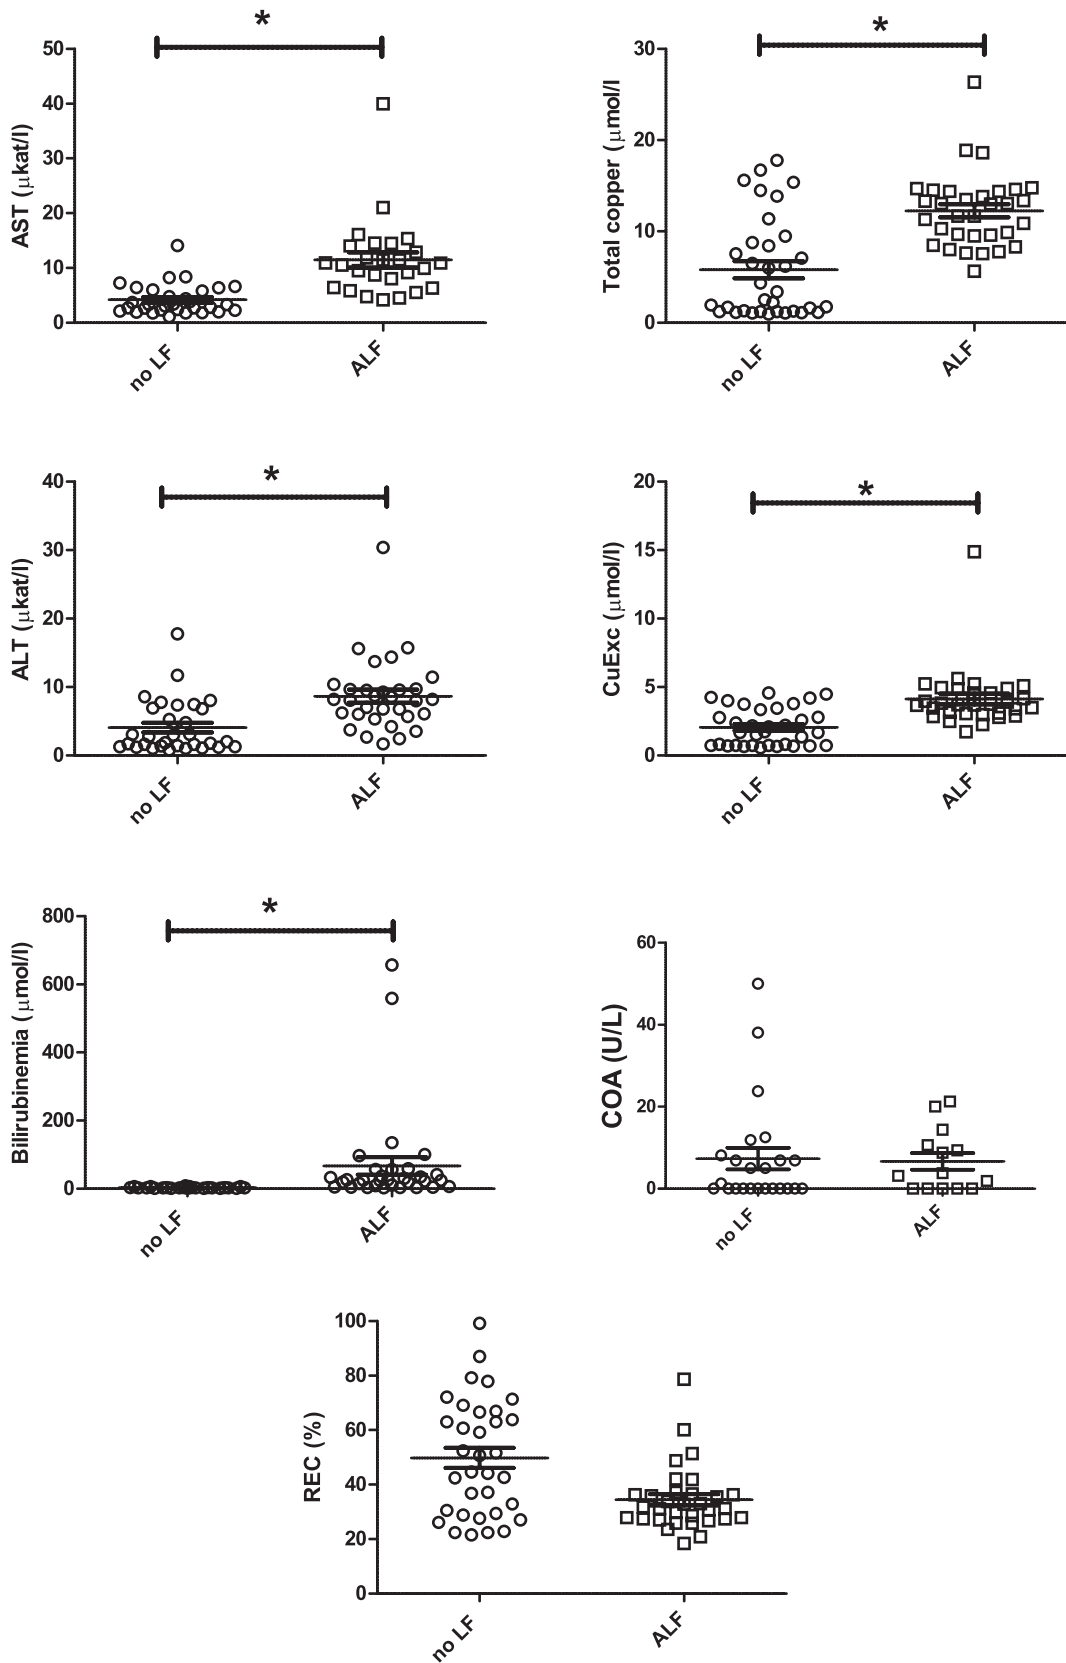 *
*
AST (μkat/l)
50
40
30
20
10
0
no LF
ALF
Total copper (μmol/l
30
20
10
0
no LF
ALF
*
*
ALT (μkat/l)
40
30
20
10
0
no LF
ALF
CuExc (μmol/l)
20
15
10
5
0
no LF
ALF
*
Bilirubinemia (μmol/l)
800
600
400
200
0
no LF
ALF
COA (U/L)
60
40
20
0
no LF
ALF
REC (%)
100
80
60
40
20
0
no LF
ALF